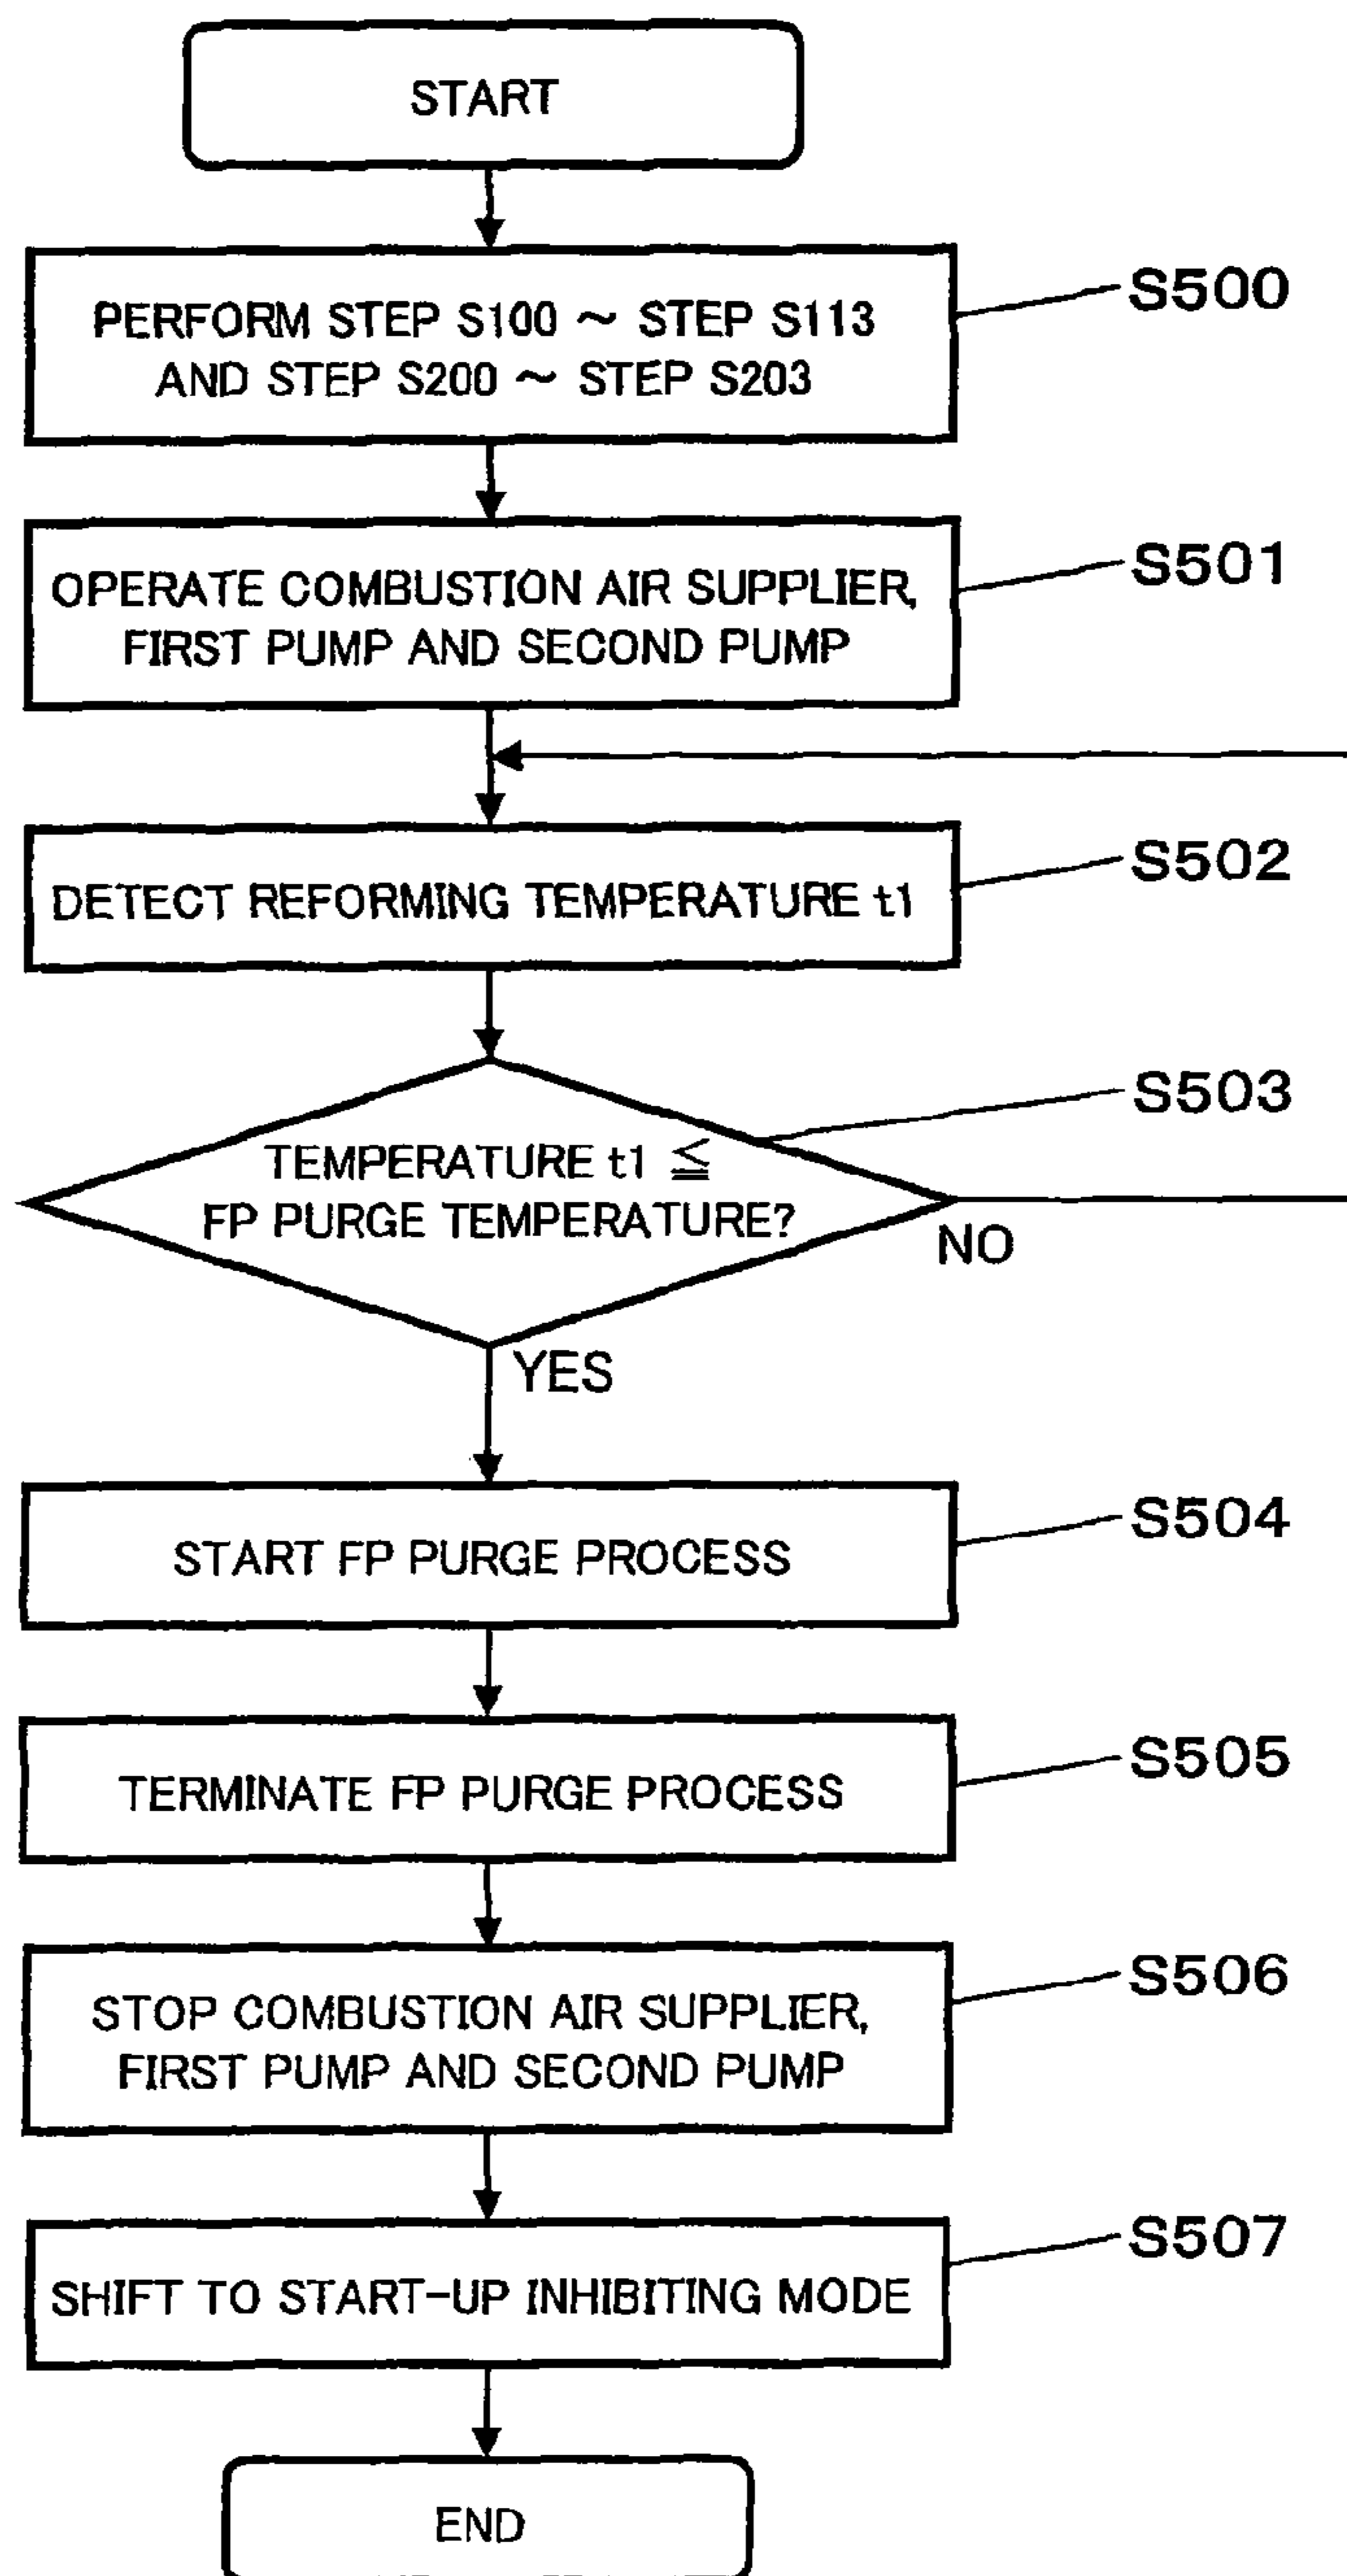 START
PERFORM STEP S100 ~ STEP S113
AND STEP S200 ~ STEP S203
S500
OPERATE COMBUSTION AIR SUPPLIER,
FIRST PUMP AND SECOND PUMP
S501
DETECT REFORMING TEMPERATURE t1
S502
TEMPERATURE t1 ≦
FP PURGE TEMPERATURE?
S503
NO
YES
START FP PURGE PROCESS
S504
TERMINATE FP PURGE PROCESS
S505
STOP COMBUSTION AIR SUPPLIER,
FIRST PUMP AND SECOND PUMP
S506
SHIFT TO START-UP INHIBITING MODE
S507
END